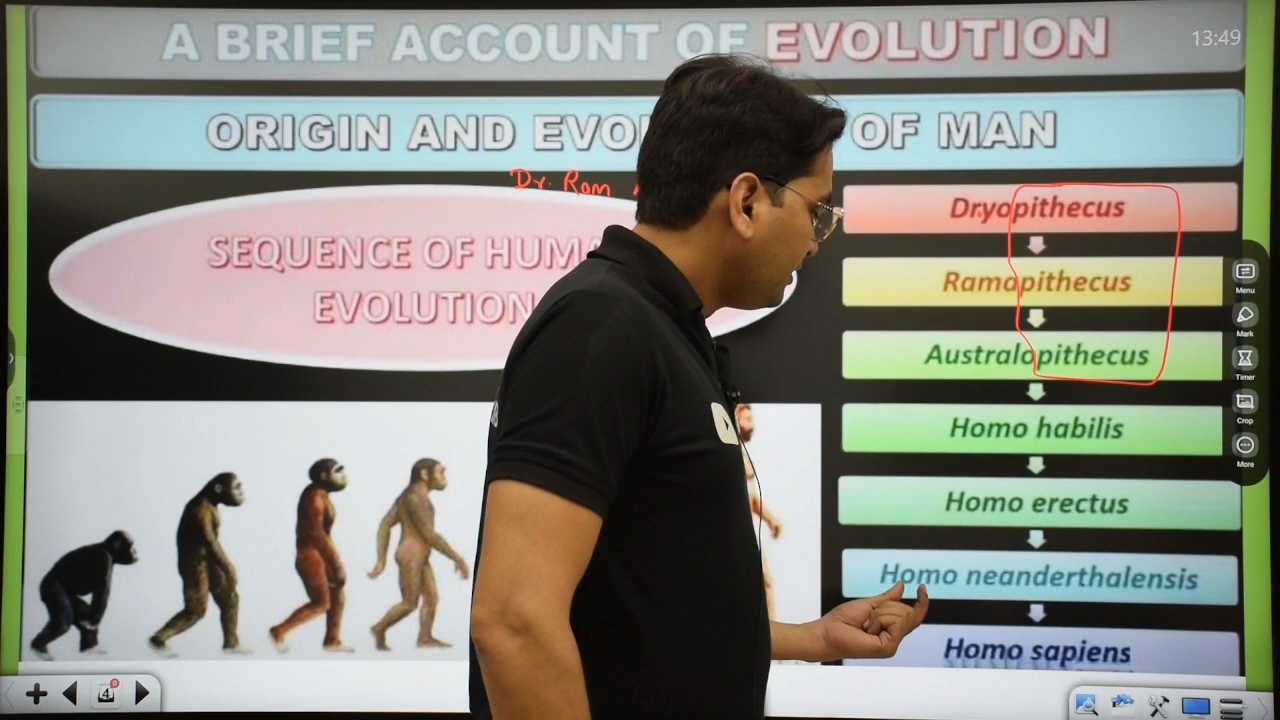 A BRIEF ACCOUNT OF EVOLUTION
13:49
ORIGIN AND EVO OF MAN
Dr. Ram
SEQUENCE OF HUM
EVOLUTION
Dryopithecus
Ramapithecus
Australopithecus
Homo habilis
Homo erectus
Homo neanderthalensis
Homo sapiens
Menu
Mark
Timer
Crop
More
4
0